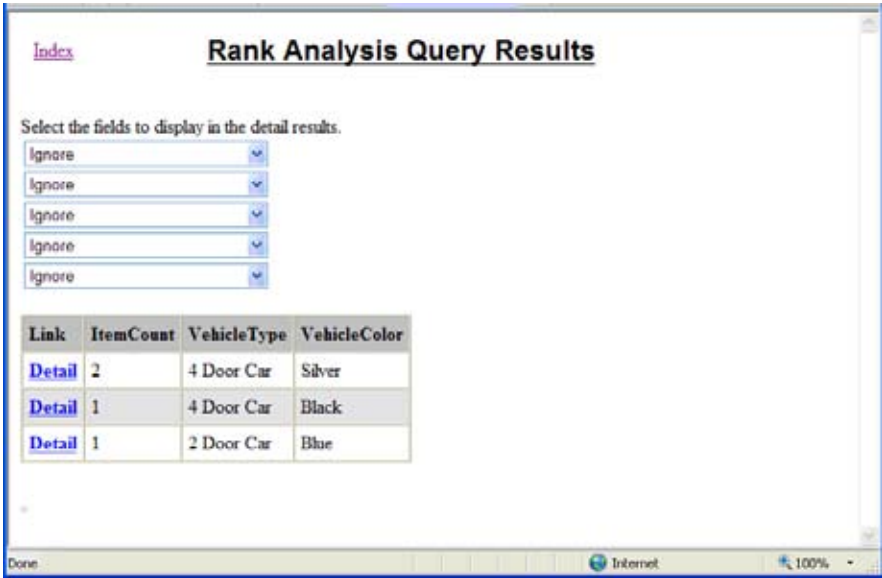 Index
Rank Analysis Query Results
Select the fields to display in the detail results.
Ignore
Ignore
Ignore
Ignore
Ignore
Link ItemCount VehicleType VehicleColor
Detail 2 4 Door Car Silver
Detail 1 4 Door Car Black
Detail 1 2 Door Car Blue
Done Internet 100%